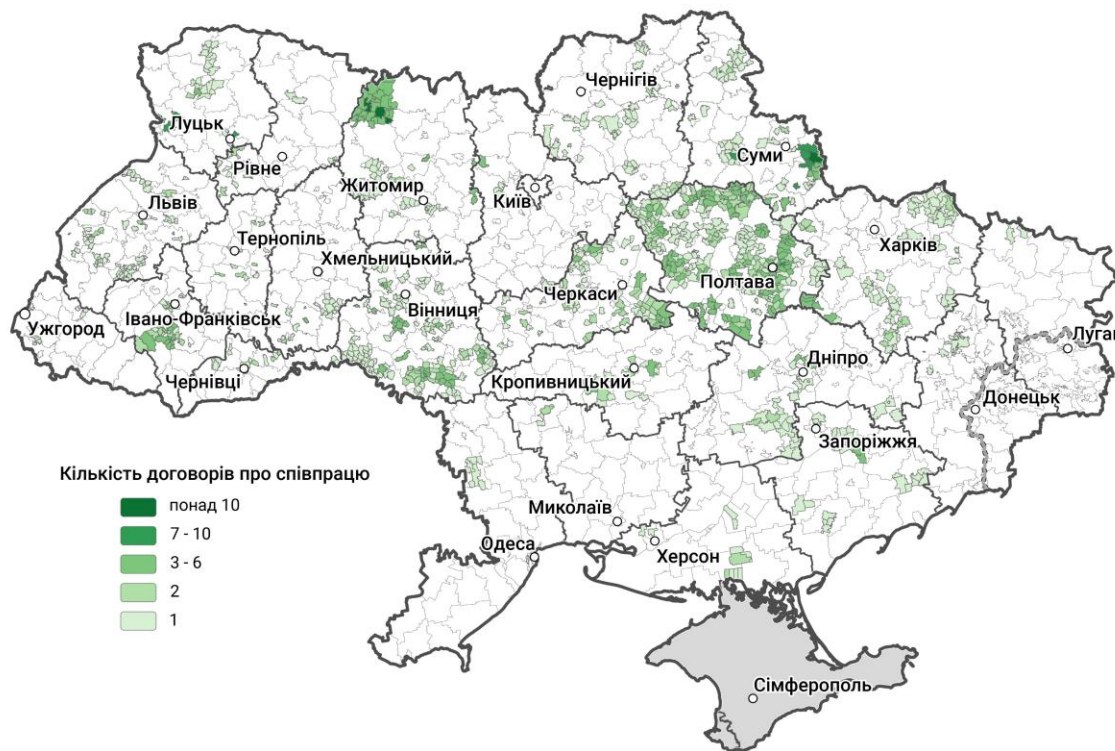 Чернігів
Луцьк
Суми
Рівне
Житомир
Київ
Львів
Харків
Тернопіль
Хмельницький
Полтава
Черкаси
Вінниця
Ужгород
Івано-Франківськ
Луган
Дніпро
Чернівці
Кропивницький
Донецьк
Запоріжжя
Кількість договорів про співпрацю
понад 10
7 - 10
3 - 6
2
1
Миколаїв
Одеса
Херсон
Сімферополь